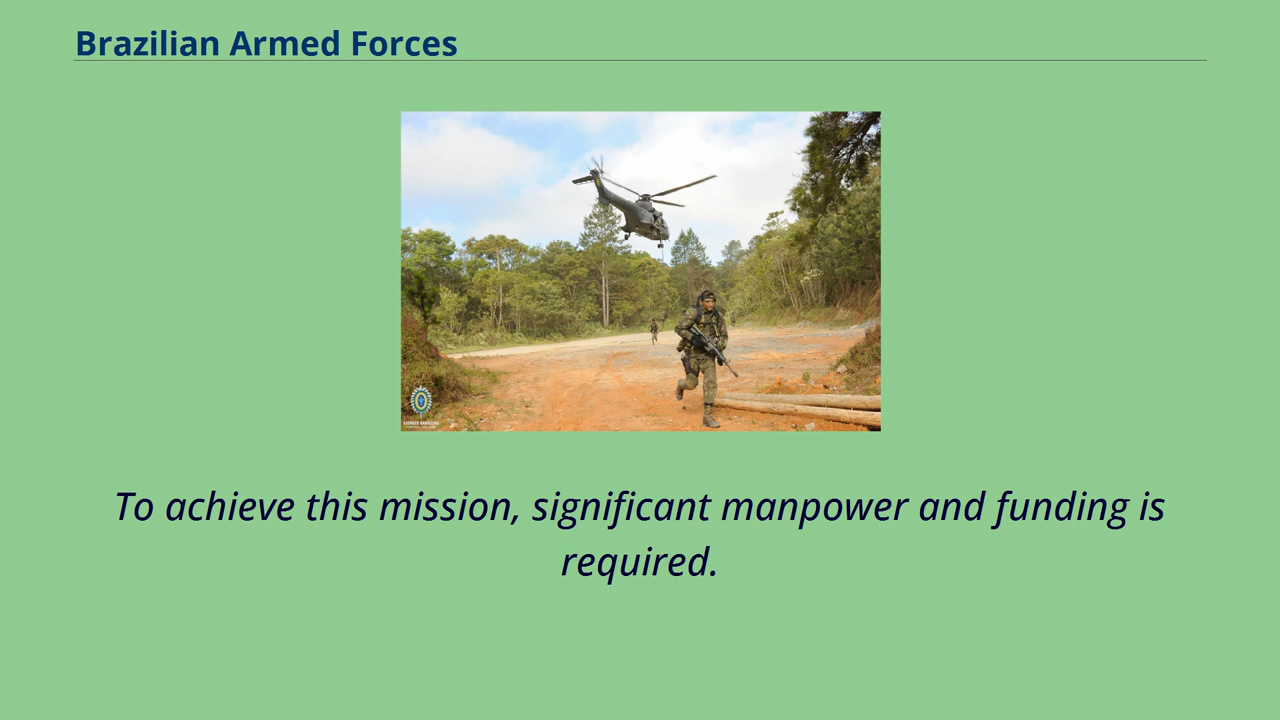 Brazilian Armed Forces
To achieve this mission, significant manpower and funding is
required.